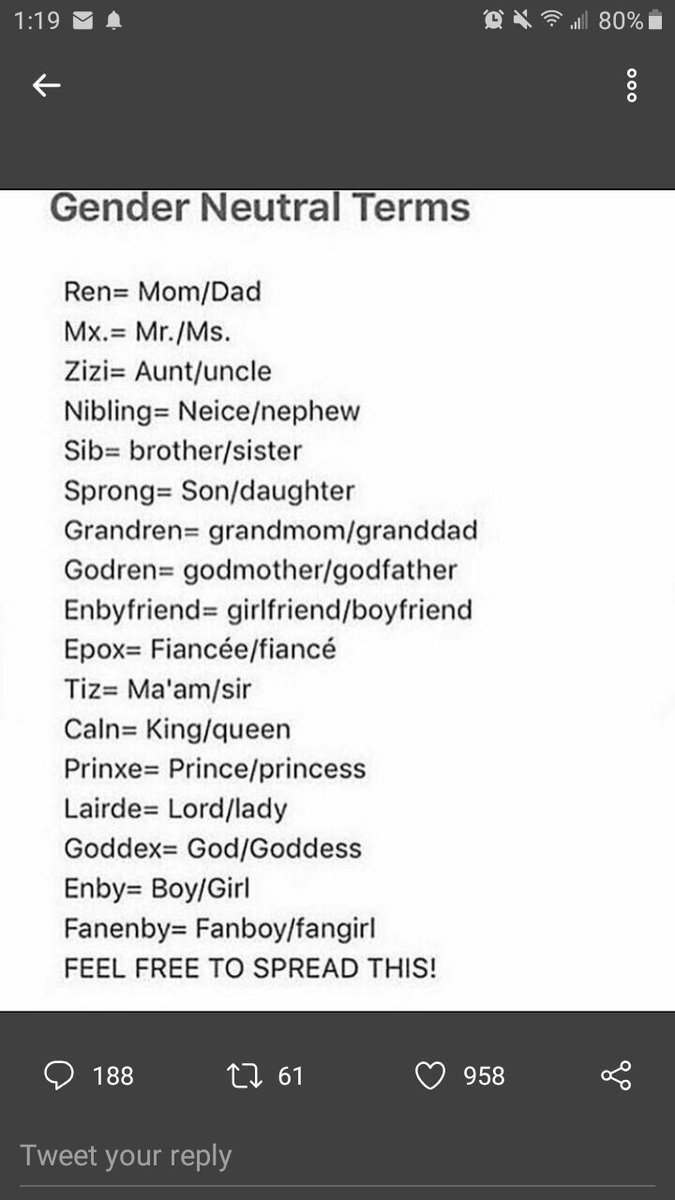 1:19 80%
Gender Neutral Terms
Ren= Mom/Dad
Mx.= Mr./Ms.
Zizi= Aunt/uncle
Nibling= Neice/nephew
Sib= brother/sister
Sprong= Son/daughter
Grandren= grandmom/granddad
Godren= godmother/godfather
Enbyfriend= girlfriend/boyfriend
Epox= Fiancée/fiancé
Tiz= Ma'am/sir
Caln= King/queen
Prinxe= Prince/princess
Lairde= Lord/lady
Goddex= God/Goddess
Enby= Boy/Girl
Fanenby= Fanboy/fangirl
FEEL FREE TO SPREAD THIS!
188 61 958
Tweet your reply